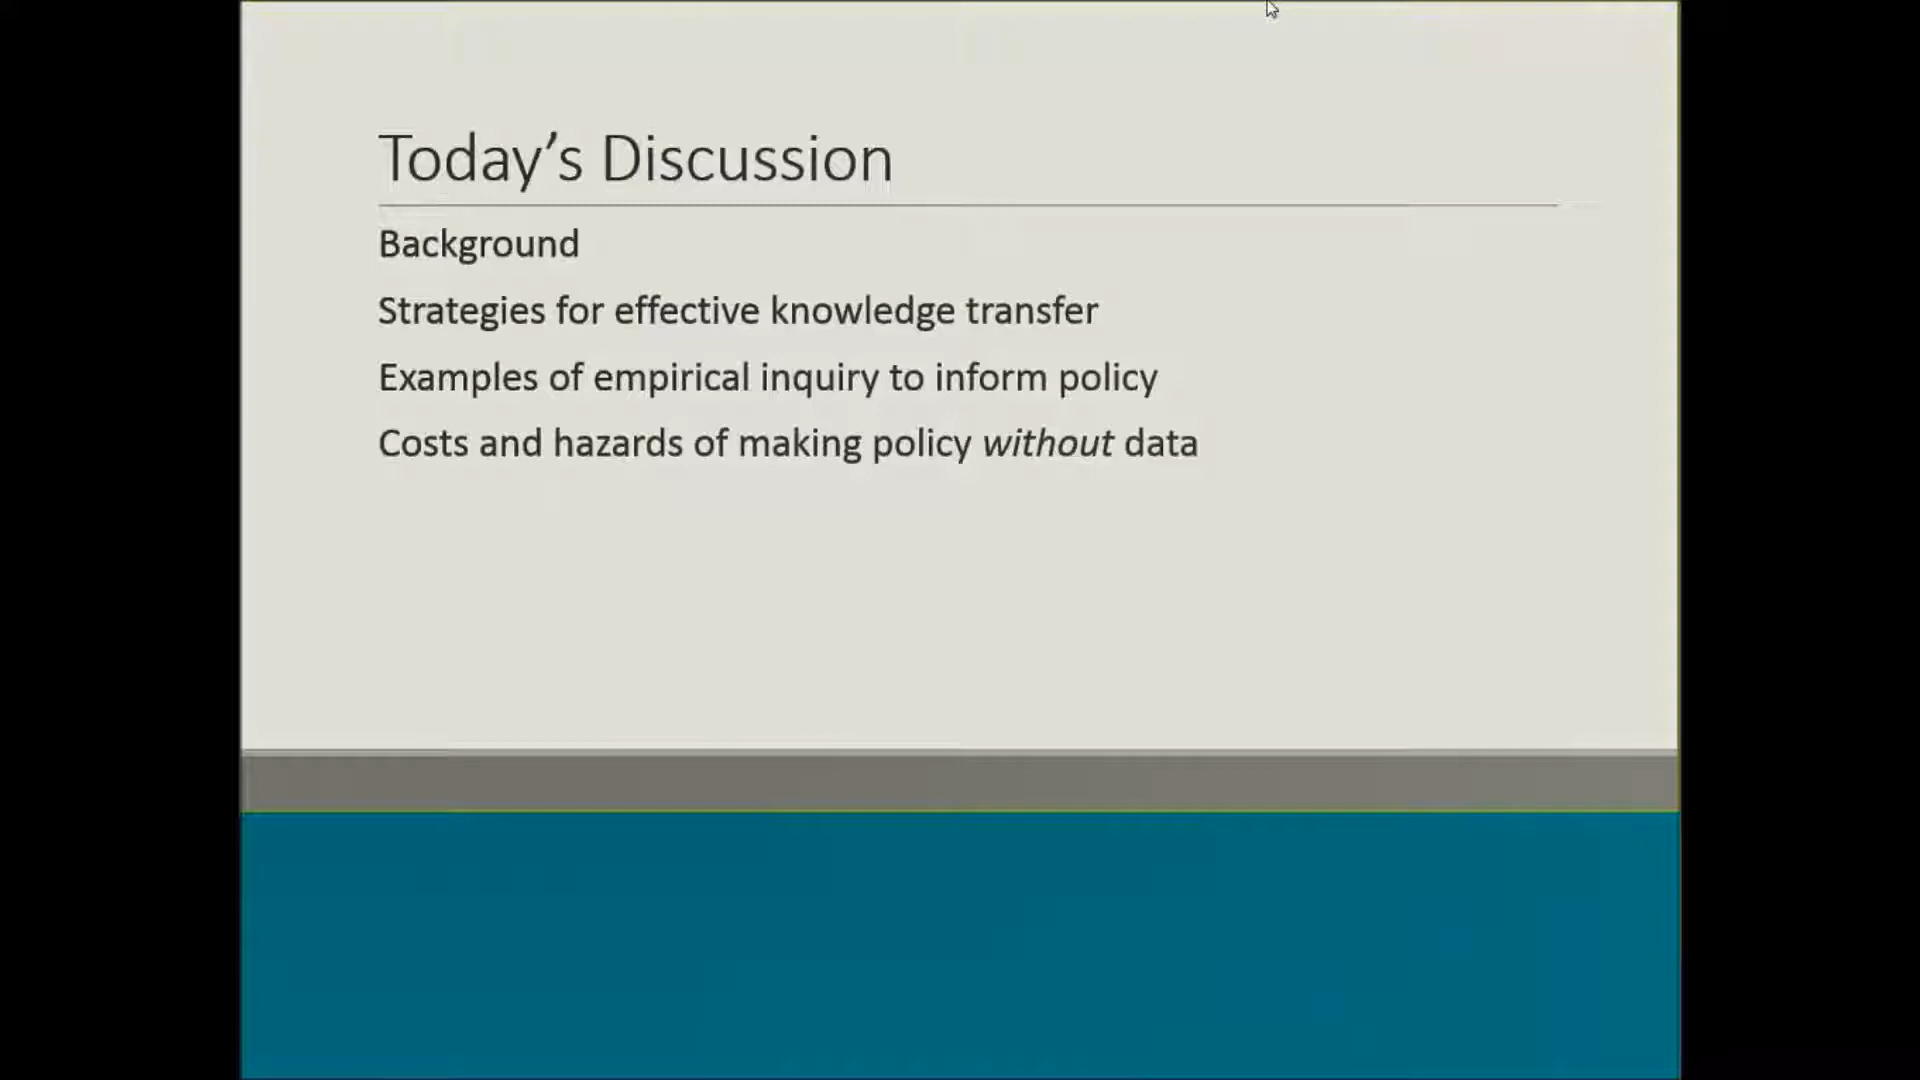 Today’s Discussion
Background
Strategies for effective knowledge transfer
Examples of empirical inquiry to inform policy
Costs and hazards of making policy without data